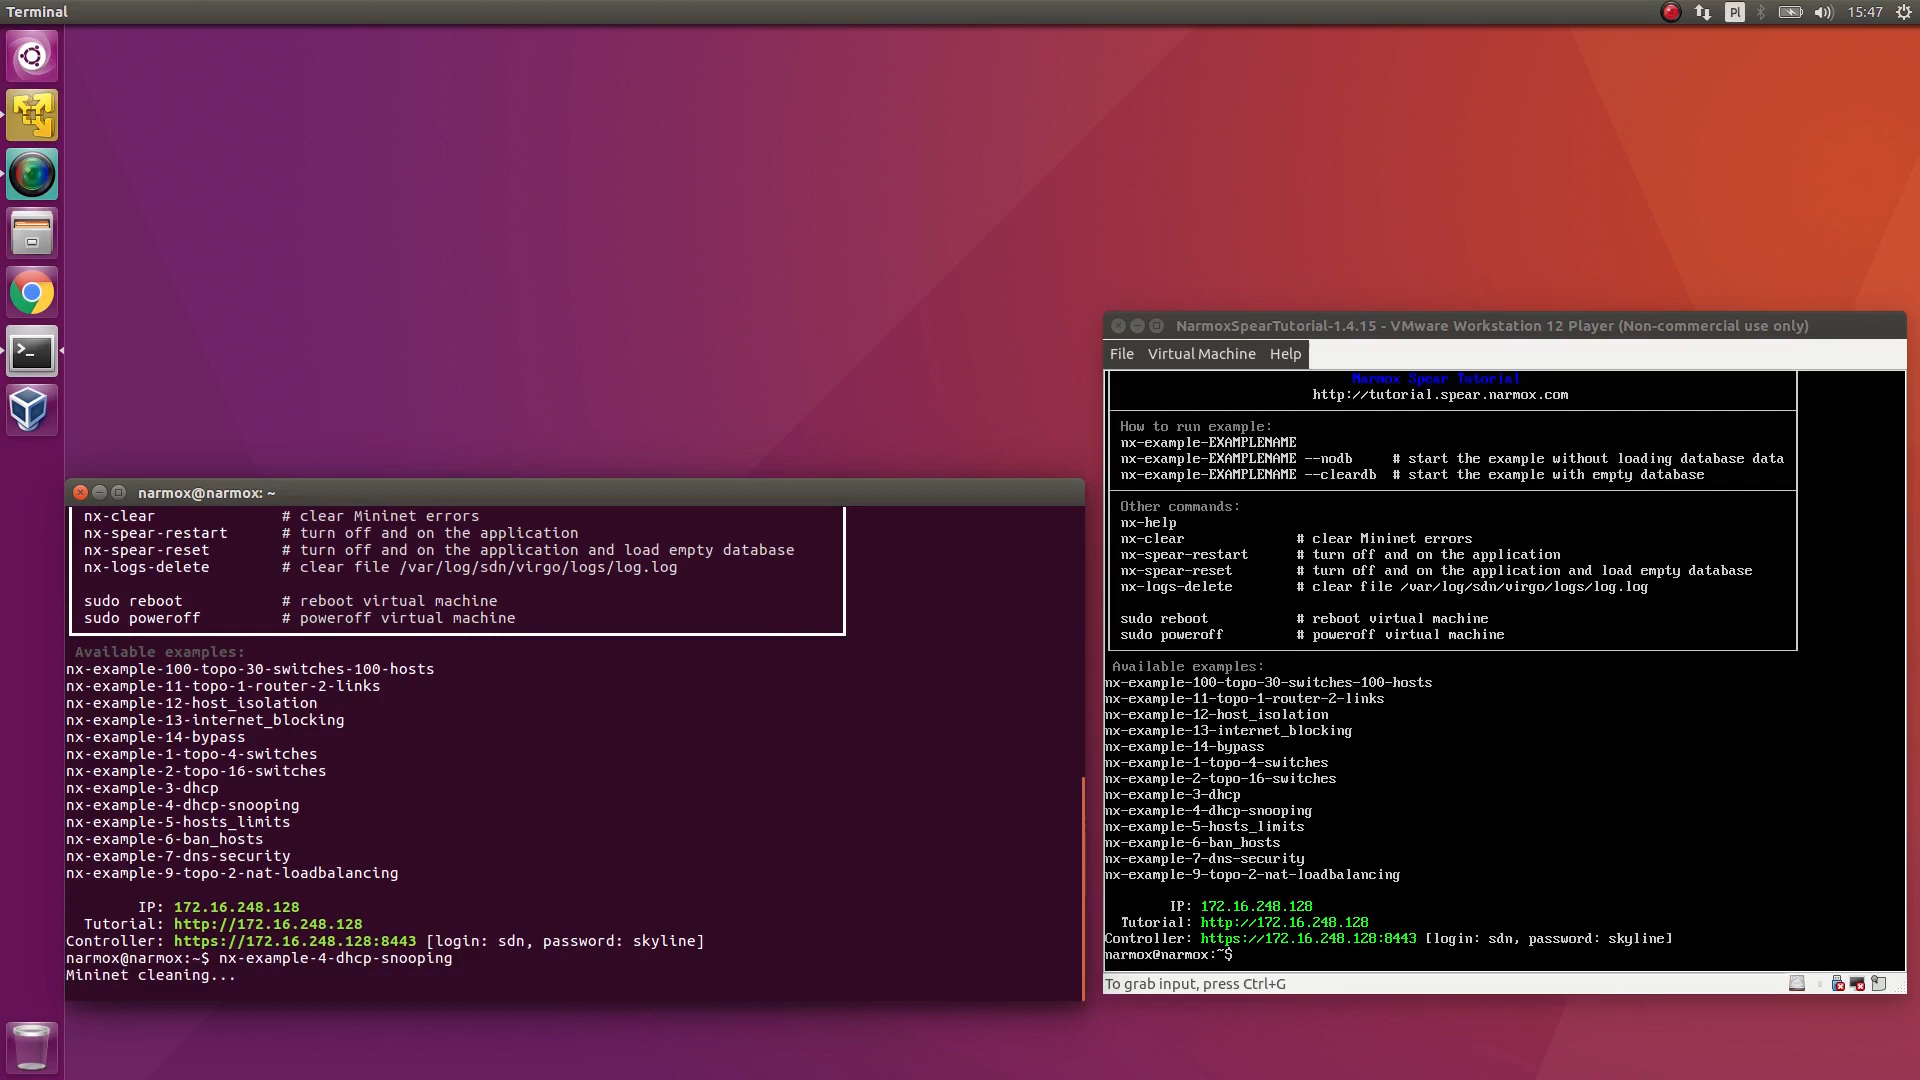 Terminal
Pl
15:47
narmox@narmox: ~
nx-clear # clear Mininet errors
nx-spear-restart # turn off and on the application
nx-spear-reset # turn off and on the application and load empty database
nx-logs-delete # clear file /var/log/sdn/virgo/logs/log.log
sudo reboot # reboot virtual machine
sudo poweroff # poweroff virtual machine
Available examples:
nx-example-100-topo-30-switches-100-hosts
nx-example-11-topo-1-router-2-links
nx-example-12-host_isolation
nx-example-13-internet_blocking
nx-example-14-bypass
nx-example-1-topo-4-switches
nx-example-2-topo-16-switches
nx-example-3-dhcp
nx-example-4-dhcp-snooping
nx-example-5-hosts_limits
nx-example-6-ban_hosts
nx-example-7-dns-security
nx-example-9-topo-2-nat-loadbalancing
IP: 172.16.248.128
Tutorial: http://172.16.248.128
Controller: https://172.16.248.128:8443 [login: sdn, password: skyline]
narmox@narmox:~$ nx-example-4-dhcp-snooping
Mininet cleaning...
NarmoxSpearTutorial-1.4.15 - VMware Workstation 12 Player (Non-commercial use only)
File Virtual Machine Help
Narmox Spear Tutorial
http://tutorial.spear.narmox.com
How to run example:
nx-example-EXAMPLENAME
nx-example-EXAMPLENAME --nodb # start the example without loading database data
nx-example-EXAMPLENAME --cleardb # start the example with empty database
Other commands:
nx-help
nx-clear # clear Mininet errors
nx-spear-restart # turn off and on the application
nx-spear-reset # turn off and on the application and load empty database
nx-logs-delete # clear file /var/log/sdn/virgo/logs/log.log
sudo reboot # reboot virtual machine
sudo poweroff # poweroff virtual machine
Available examples:
nx-example-100-topo-30-switches-100-hosts
nx-example-11-topo-1-router-2-links
nx-example-12-host_isolation
nx-example-13-internet_blocking
nx-example-14-bypass
nx-example-1-topo-4-switches
nx-example-2-topo-16-switches
nx-example-3-dhcp
nx-example-4-dhcp-snooping
nx-example-5-hosts_limits
nx-example-6-ban_hosts
nx-example-7-dns-security
nx-example-9-topo-2-nat-loadbalancing
IP: 172.16.248.128
Tutorial: http://172.16.248.128
Controller: https://172.16.248.128:8443 [login: sdn, password: skyline]
narmox@narmox:~$
To grab input, press Ctrl+G